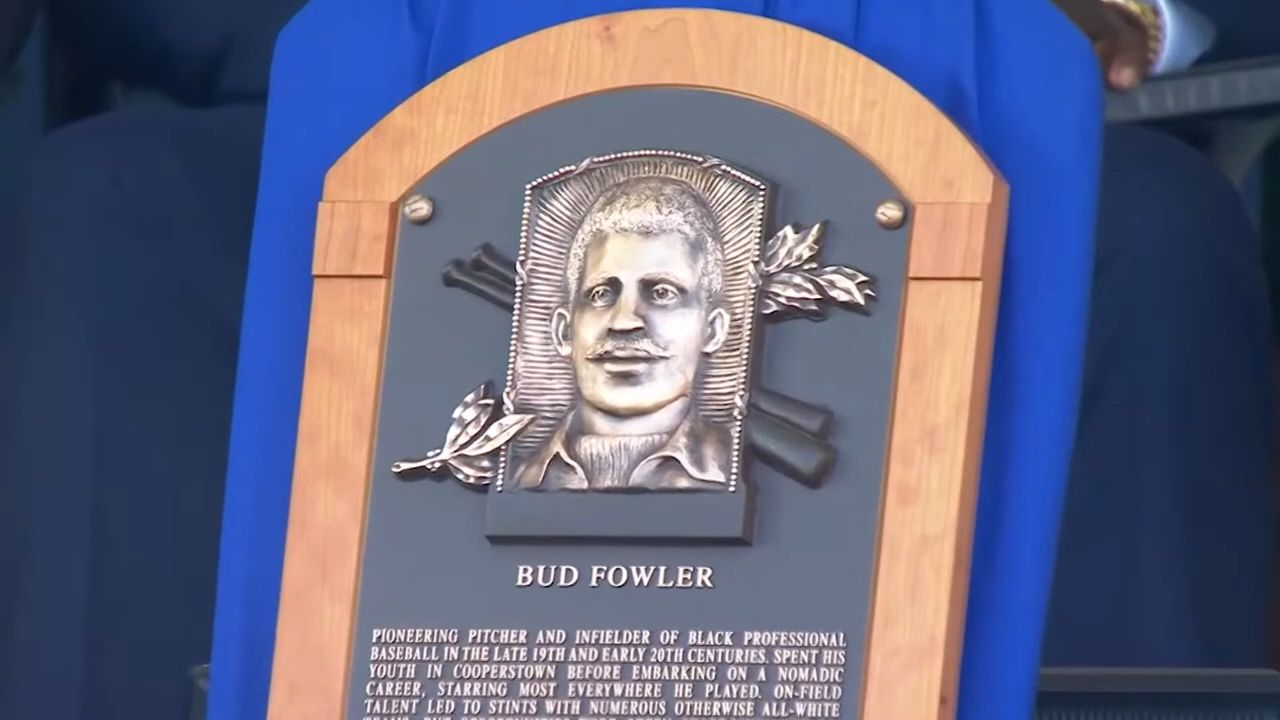 BUD FOWLER
PIONEERING PITCHER AND INFIELDER OF BLACK PROFESSIONAL
BASEBALL IN THE LATE 19TH AND EARLY 20TH CENTURIES. SPENT HIS
YOUTH IN COOPERSTOWN BEFORE EMBARKING ON A NOMADIC
CAREER, STARRING MOST EVERYWHERE HE PLAYED. ON-FIELD
TALENT LED TO STINTS WITH NUMEROUS OTHERWISE ALL-WHITE